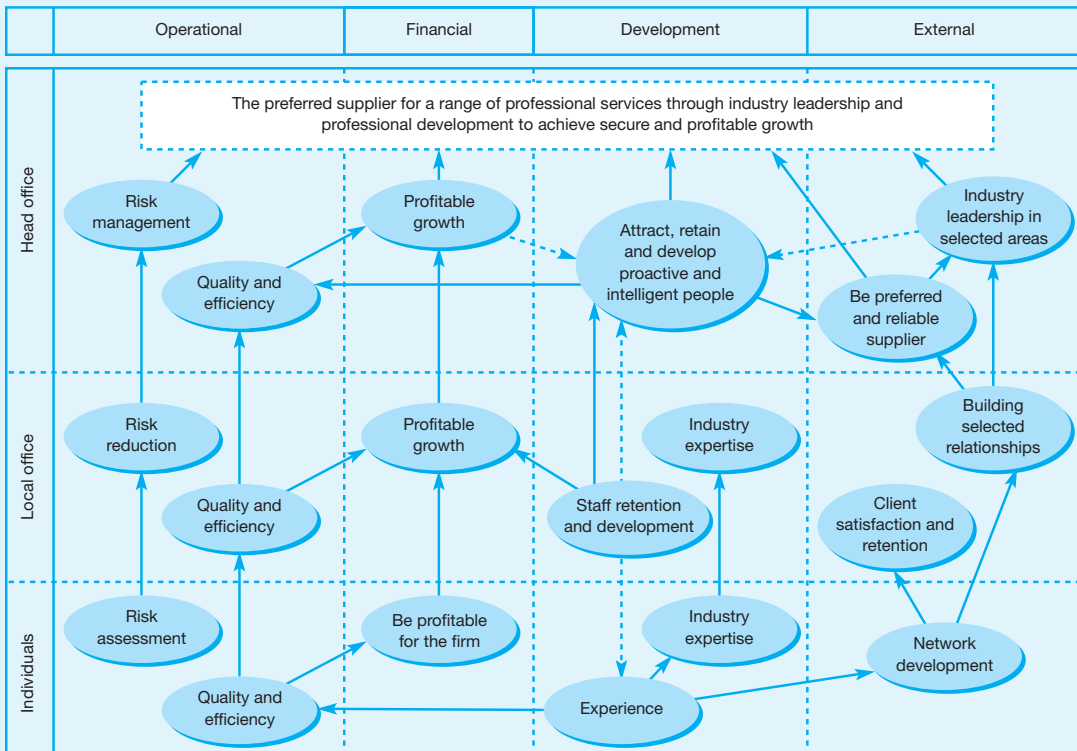 Operational
Financial
Development
External
Head office
The preferred supplier for a range of professional services through industry leadership and
professional development to achieve secure and profitable growth
Risk
management
Profitable
growth
Attract, retain
and develop
proactive and
intelligent people
Industry
leadership in
selected areas
Quality and
efficiency
Be preferred
and reliable
supplier
Local office
Risk
reduction
Profitable
growth
Industry
expertise
Building
selected
relationships
Quality and
efficiency
Staff retention
and development
Client
satisfaction and
retention
Individuals
Risk
assessment
Be profitable
for the firm
Industry
expertise
Network
development
Quality and
efficiency
Experience